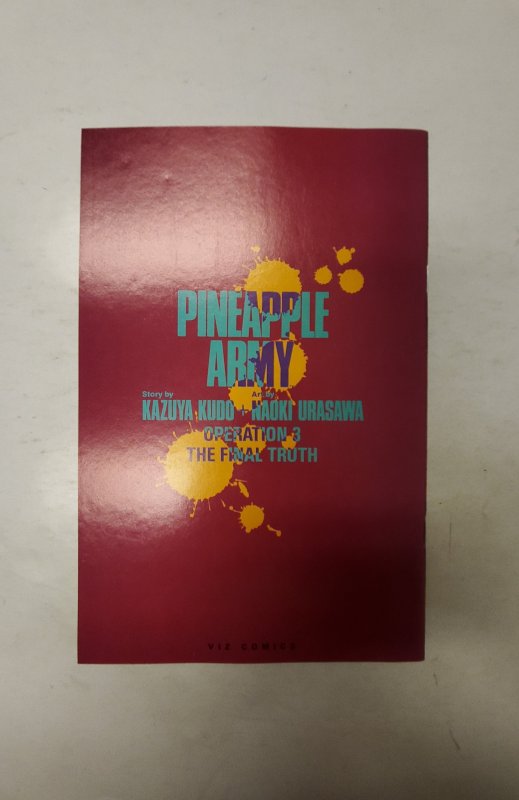 PINEAPPLE
ARMY
Story by Art by
KAZUYA KUDO + NAOKI URASAWA
OPERATION 3
THE FINAL TRUTH
VIZ COMICS